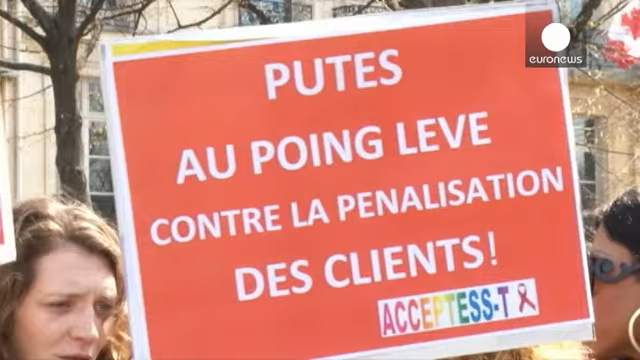 euronews
PUTES
AU POING LEVE
CONTRE LA PENALISATION
DES CLIENTS!
ACCEPTESS-T